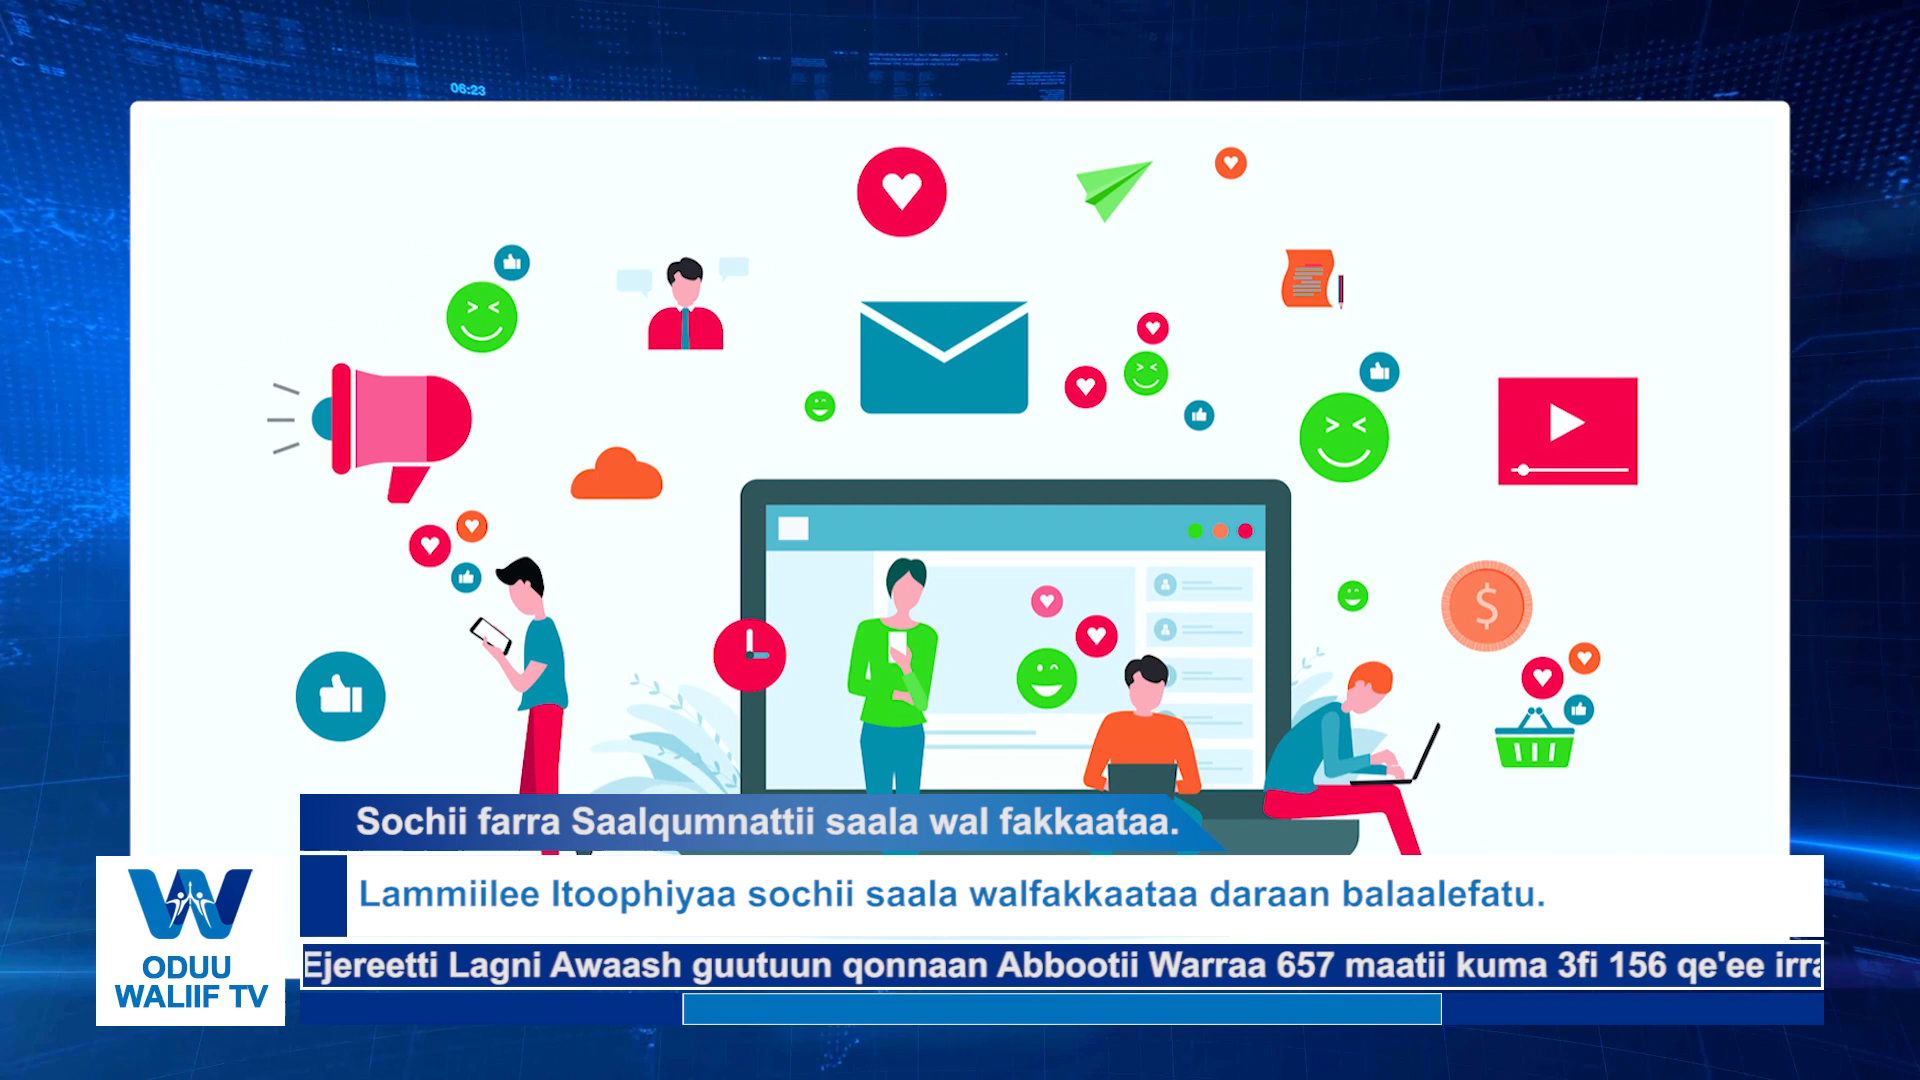 06:23
Sochii farra Saalqumnattii saala wal fakkaataa.
Lammiilee Itoophiyaa sochii saala walfakkaataa daraan balaalefatu.
Ejereetti Lagni Awaash guutuun qonnaan Abbootii Warraa 657 maatii kuma 3fi 156 qe'ee irra
ODUU
WALIIF TV